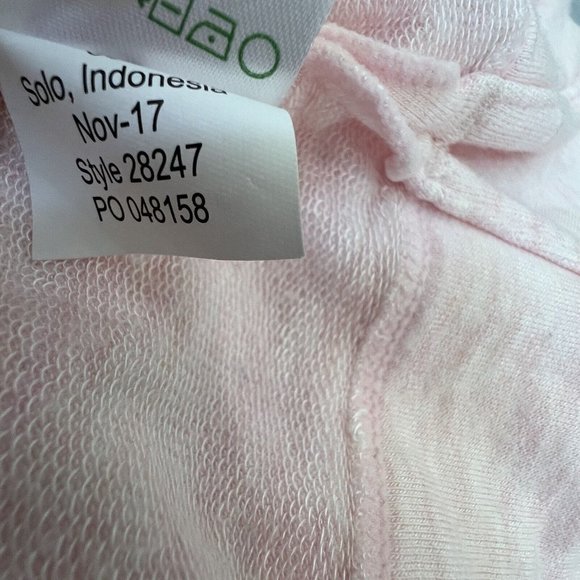 Solo, Indonesia
Nov-17
Style 28247
PO 048158